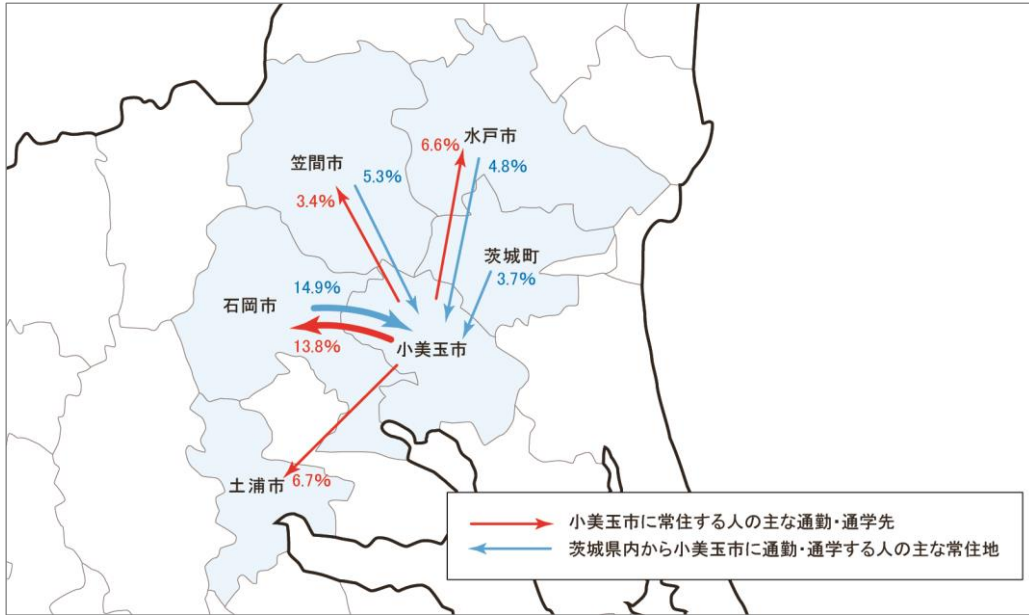 水戸市
6.6%
4.8%
笠間市
5.3%
3.4%
茨城町
3.7%
14.9%
石岡市
13.8%
小美玉市
土浦市
6.7%
小美玉市に常住する人の主な通勤・通学先
茨城県内から小美玉市に通勤・通学する人の主な常住地